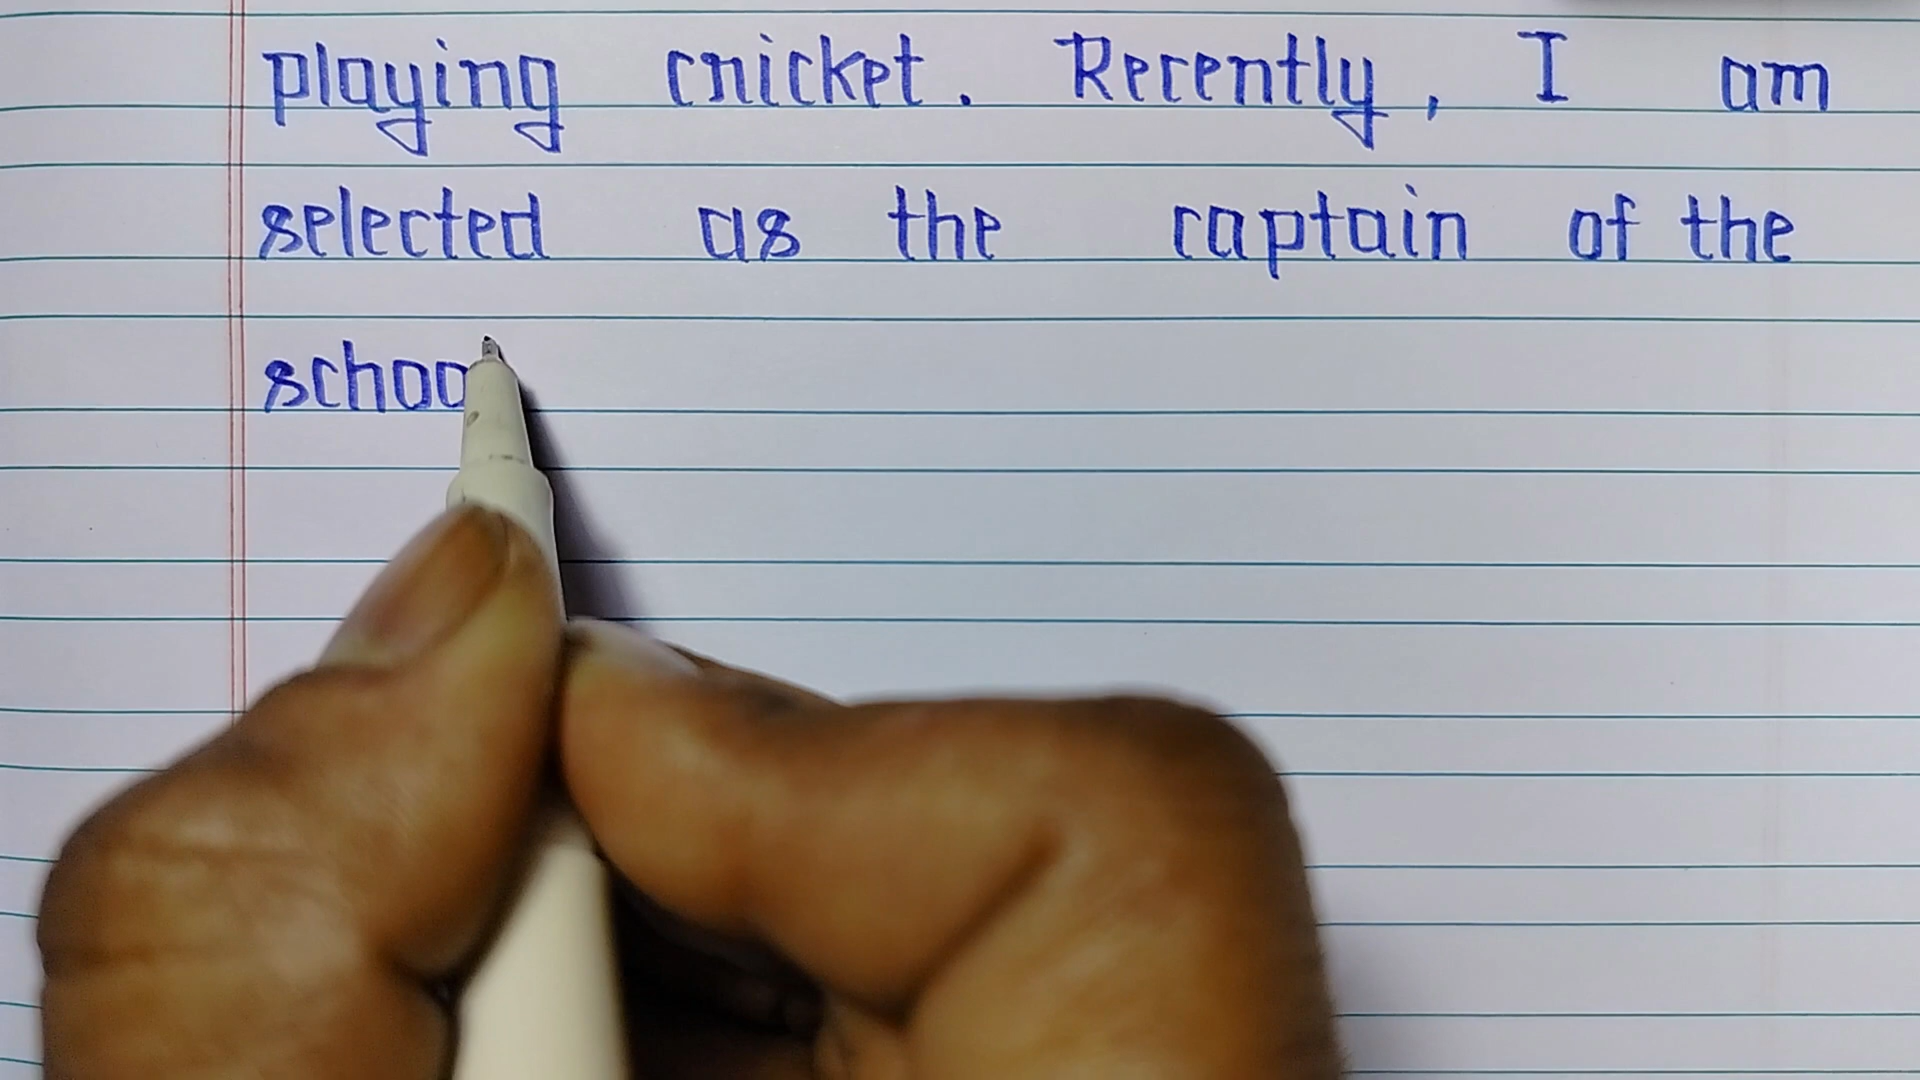 playing cricket. Recently, I am
selected as the captain of the
schoo